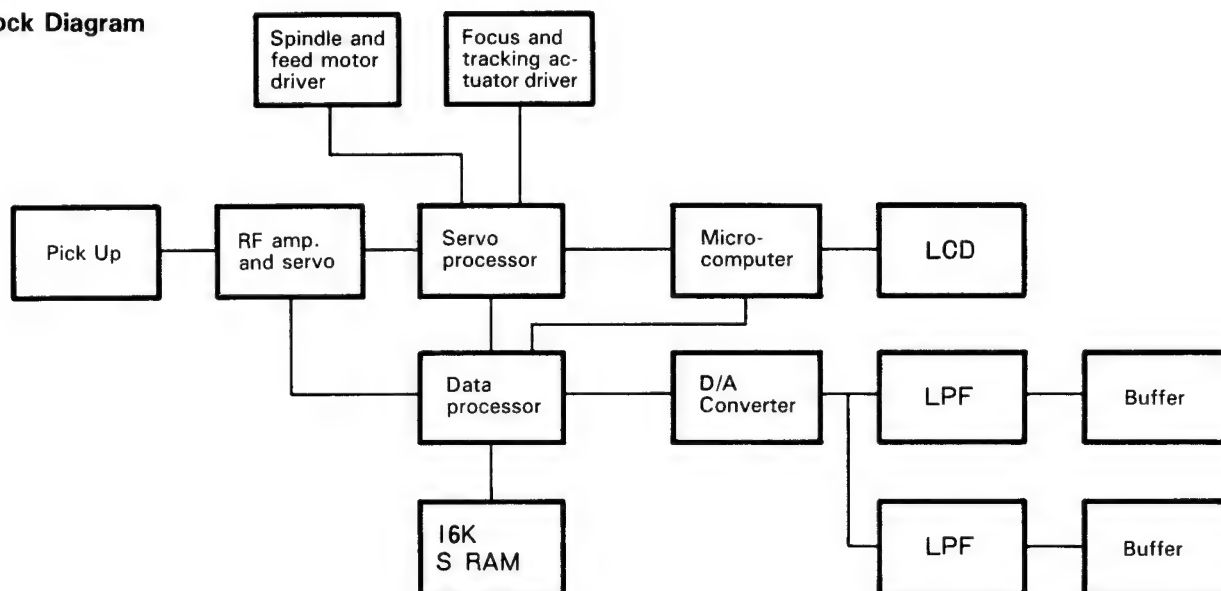 ock Diagram
Spindle and
feed motor
driver
Focus and
tracking ac-
tuator driver
Pick Up
RF amp.
and servo
Servo
processor
Micro-
computer
LCD
Data
processor
D/A
Converter
LPF
Buffer
16K
S RAM
LPF
Buffer